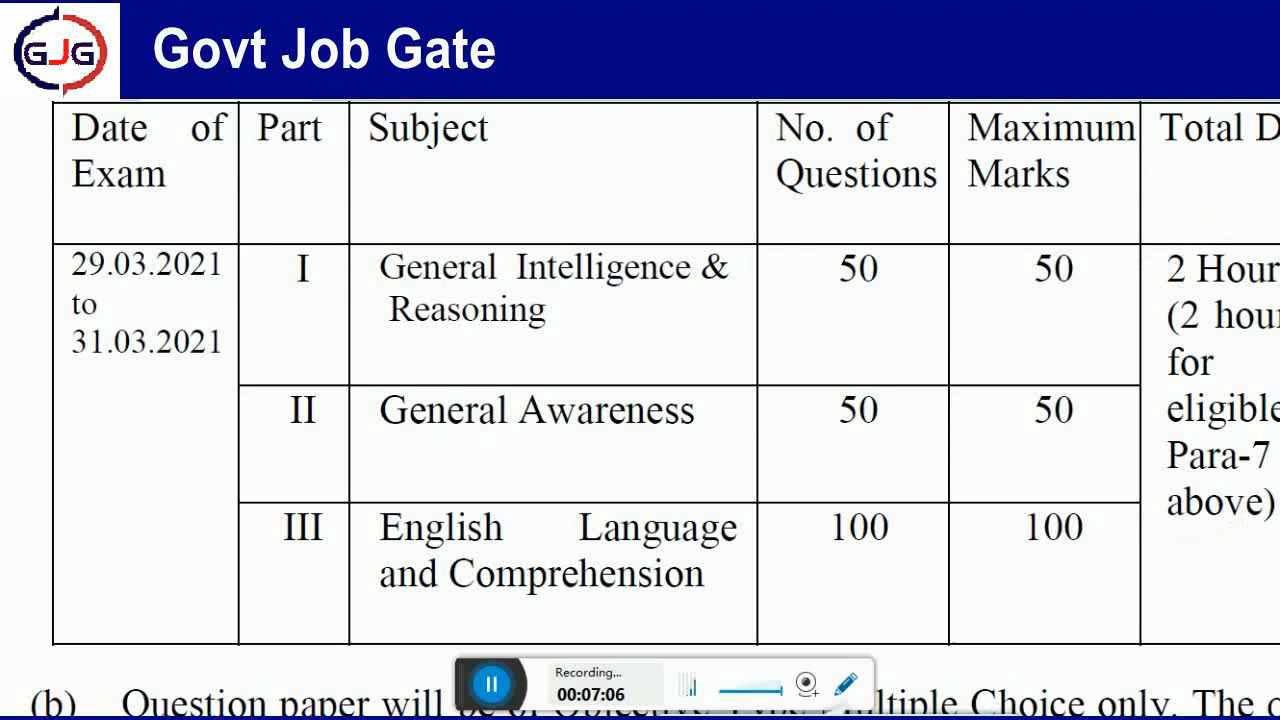 GJG
Govt Job Gate
Date of Part Subject No. of Maximum Total D
Exam Questions Marks
29.03.2021 I General Intelligence & 50 50 2 Hour
to Reasoning (2 hour
31.03.2021 for
II General Awareness 50 50 eligible
Para-7
above)
III English Language 100 100
and Comprehension
Recording...
00:07:06
(b) Question paper will be of Multiple Choice only. The